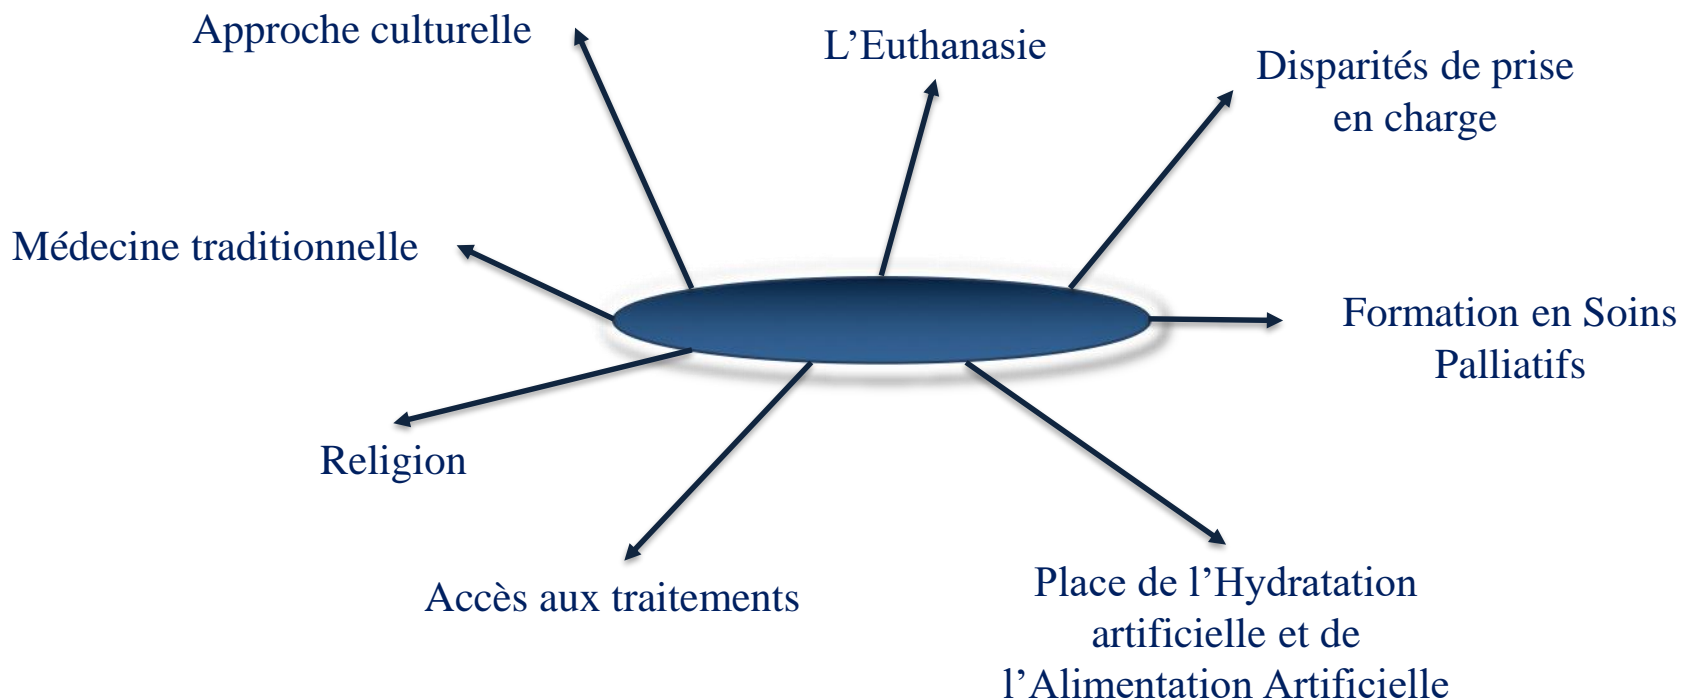 Approche culturelle
L’Euthanasie
Disparités de prise
en charge
Médecine traditionnelle
Formation en Soins
Palliatifs
Religion
Accès aux traitements
Place de l’Hydratation
artificielle et de
l’Alimentation Artificielle